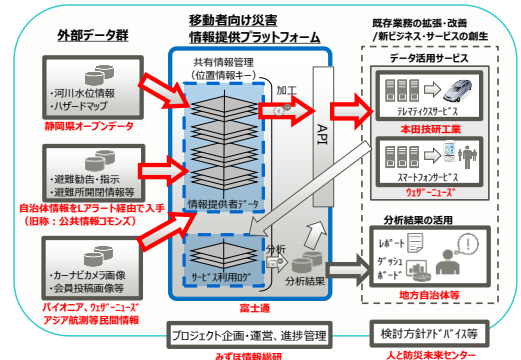 外部データ群
移動者向け災害
情報提供プラットフォーム
既存業務の拡張・改善
/新ビジネス・サービスの創生
・河川水位情報
・ハザードマップ
静岡県オープンデータ
・避難勧告・指示
・避難所開閉情報等
自治体情報をLアラート経由で入手
（旧称：公共情報コモンズ）
・カーナビカメラ画像
・会員投稿画像等
パイオニア、ウェザーニューズ
アジア航測等民間情報
共有情報管理
（位置情報キー）
加工
情報提供者データ
サービス利用ログ
分析
分析結果
API
富士通
データ活用サービス
テレマティクスサービス
本田技研工業
スマートフォンサービス
ウェザーニューズ
分析結果の活用
レポート
ダッシュ
ボード
地方自治体等
プロジェクト企画・運営、進捗管理
みずほ情報総研
検討方針アドバイス等
人と防災未来センター